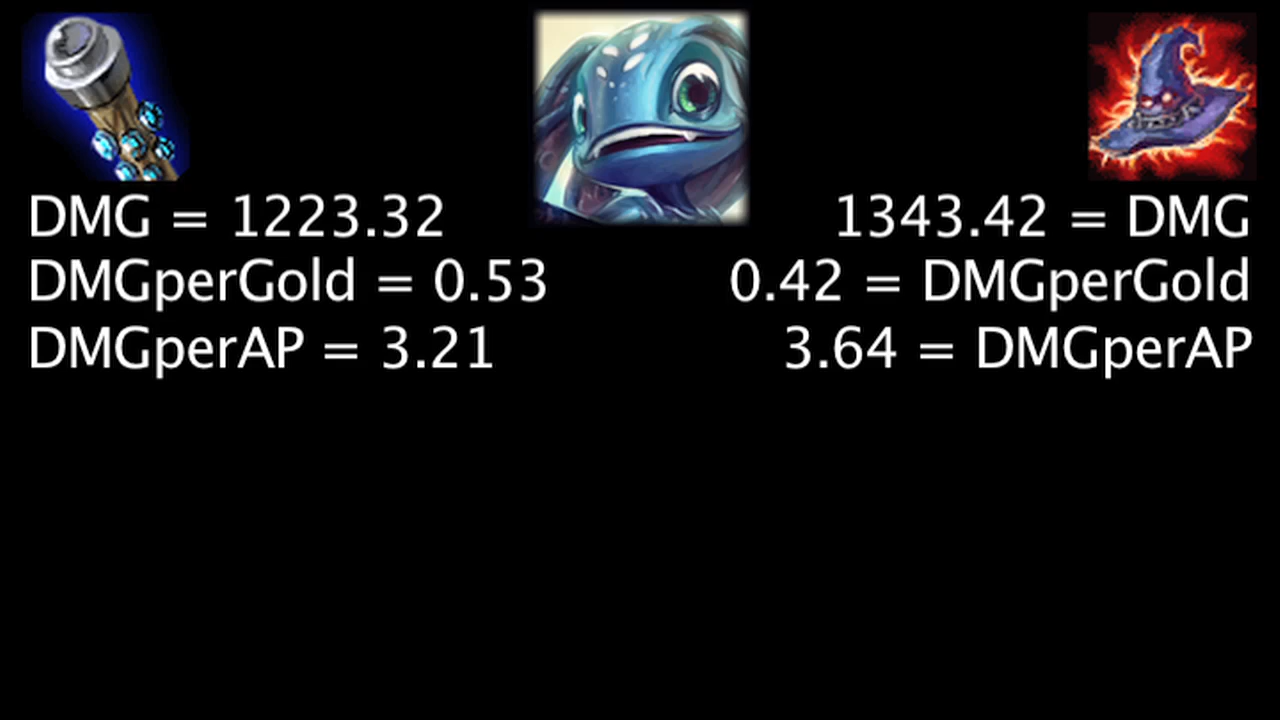 DMG = 1223.32
DMGperGold = 0.53
DMGperAP = 3.21
1343.42 = DMG
0.42 = DMGperGold
3.64 = DMGperAP